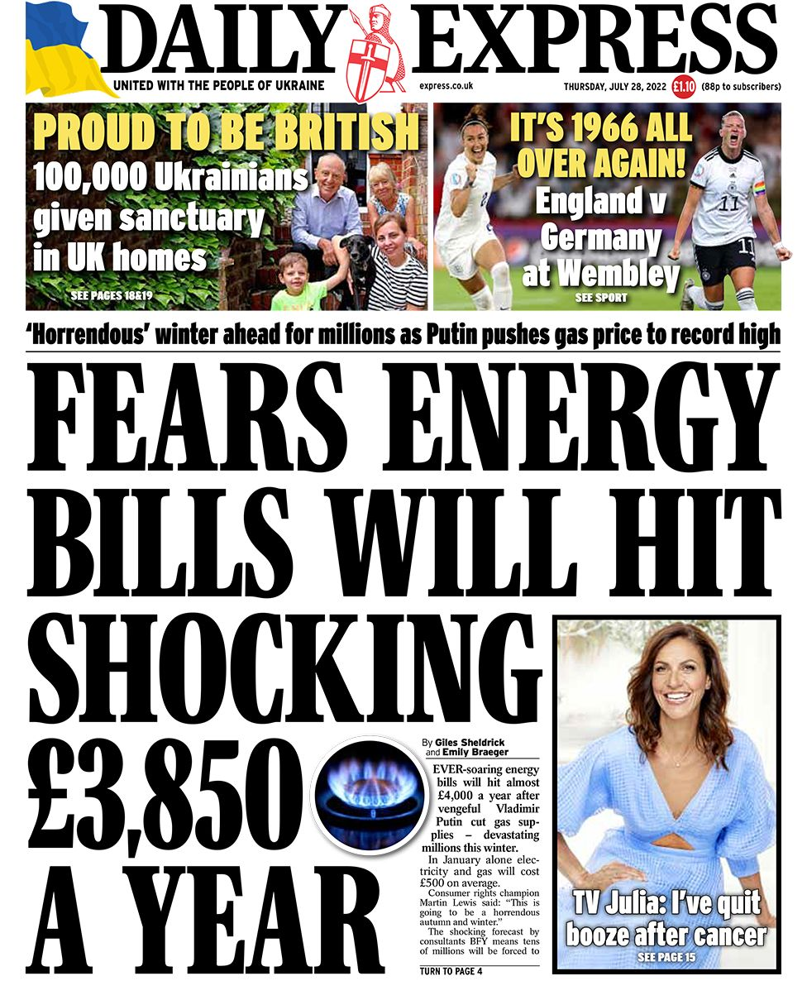 DAILY EXPRESS
UNITED WITH THE PEOPLE OF UKRAINE
express.co.uk
THURSDAY, JULY 28, 2022 £1.10 (88p to subscribers)
PROUD TO BE BRITISH
100,000 Ukrainians
given sanctuary
in UK homes
SEE PAGES 18&19
IT'S 1966 ALL
OVER AGAIN!
England v
Germany
at Wembley
SEE SPORT
11
11
'Horrendous' winter ahead for millions as Putin pushes gas price to record high
FEARS ENERGY
BILLS WILL HIT
SHOCKING
£3,850
A YEAR
By Giles Sheldrick
and Emily Braeger
EVER-soaring energy
bills will hit almost
£4,000 a year after
vengeful Vladimir
Putin cut gas sup-
plies – devastating
millions this winter.
In January alone elec-
tricity and gas will cost
£500 on average.
Consumer rights champion
Martin Lewis said: "This is
going to be a horrendous
autumn and winter."
The shocking forecast by
consultants BFY means tens
of millions will be forced to
TURN TO PAGE 4
TV Julia: I've quit
booze after cancer
SEE PAGE 15